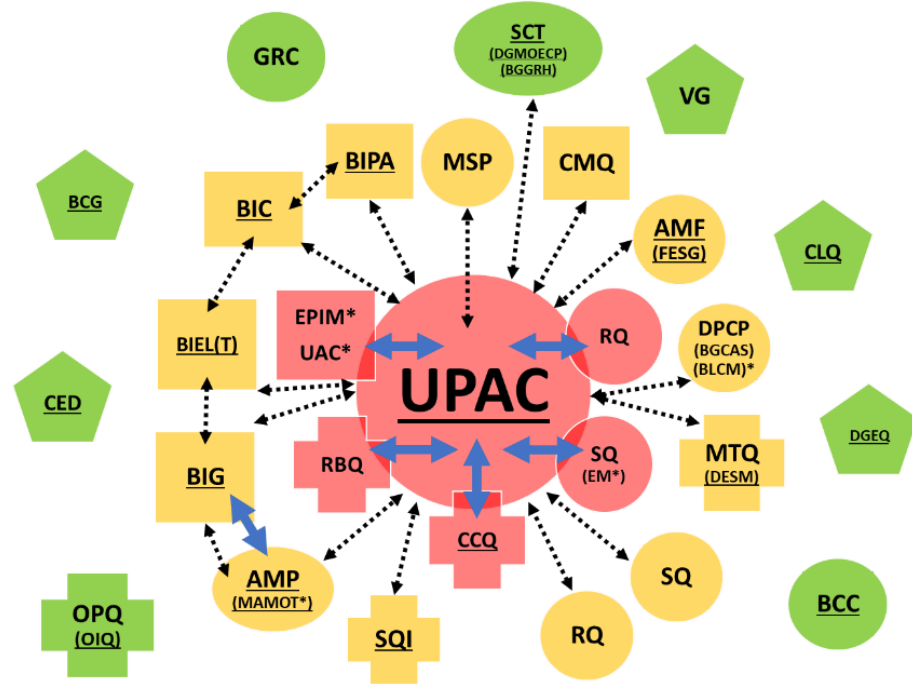 GRC
SCT
(DGMOECP)
(BGGRH)
VG
BCG
BIC
BIPA
MSP
CMQ
AMF
(FESG)
CLQ
BIEL(T)
EPIM*
UAC*
RQ
DPCP
(BGCAS)
(BLCM)*
UPAC
CED
BIG
RBQ
SQ
(EM*)
MTQ
(DESM)
DGEQ
CCQ
AMP
(MAMOT*)
SQI
RQ
SQ
OPQ
(OIQ)
BCC